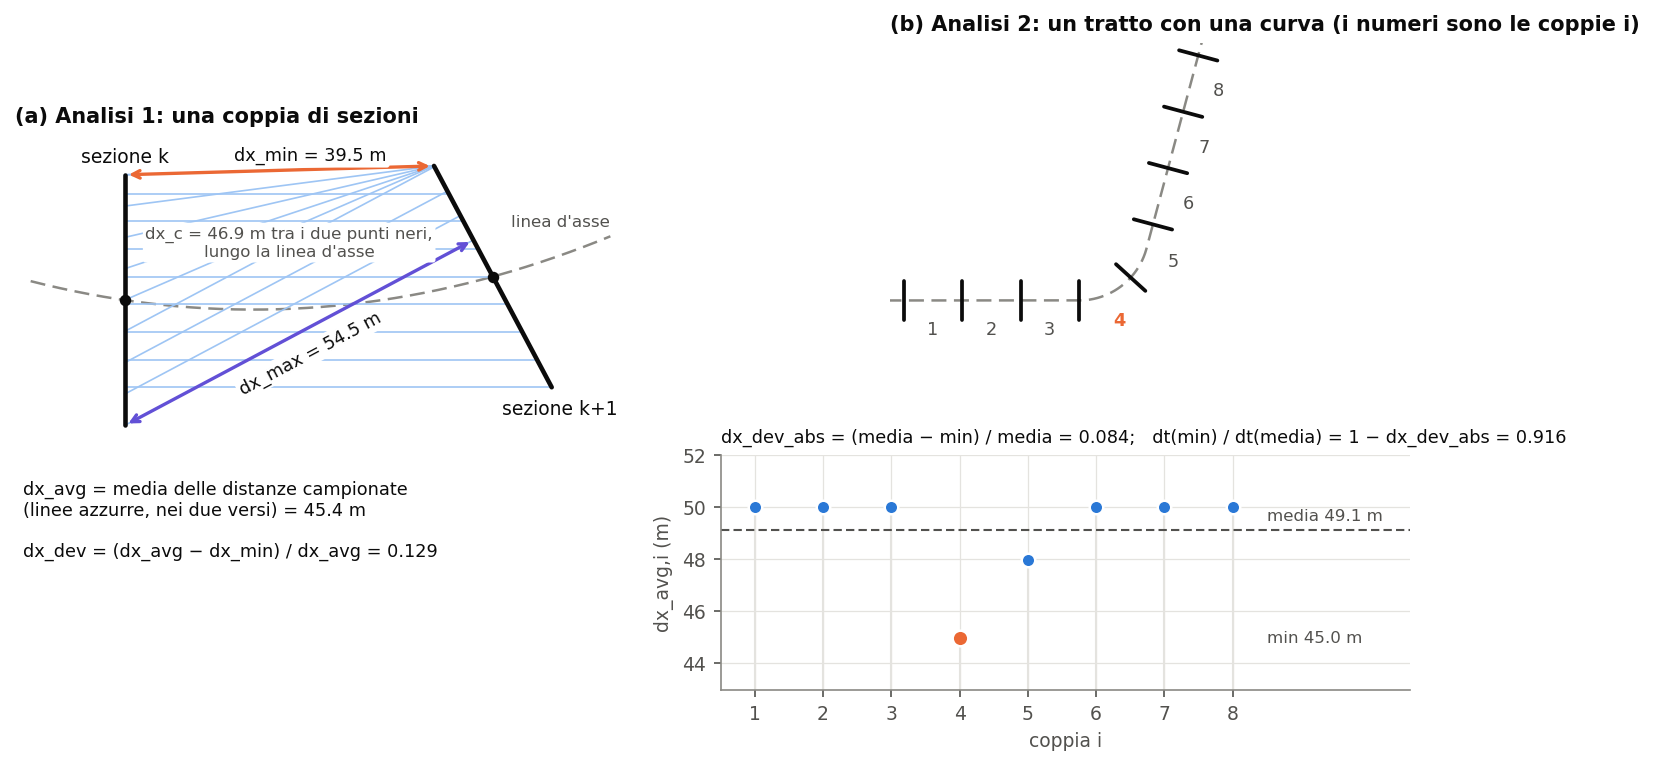 (a) Analisi 1: una coppia di sezioni
sezione k
dx_min = 39.5 m
linea d'asse
dx_c = 46.9 m tra i due punti neri,
lungo la linea d'asse
dx_max = 54.5 m
sezione k+1
dx_avg = media delle distanze campionate
(linee azzurre, nei due versi) = 45.4 m
dx_dev = (dx_avg − dx_min) / dx_avg = 0.129
(b) Analisi 2: un tratto con una curva (i numeri sono le coppie i)
8
7
6
5
1
2
3
4
dx_dev_abs = (media − min) / media = 0.084;   dt(min) / dt(media) = 1 − dx_dev_abs = 0.916
dx_avg,i (m)
52
50
48
46
44
media 49.1 m
min 45.0 m
1 2 3 4 5 6 7 8
coppia i